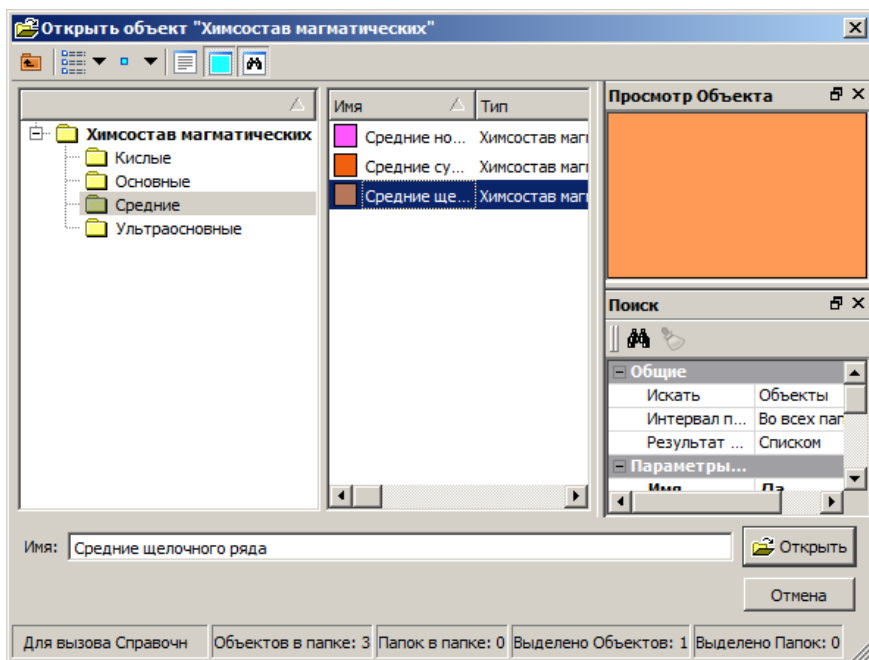 Открыть объект "Химсостав магматических"
Имя
Тип
Химсостав магматических
Кислые
Основные
Средние
Ультраосновные
Средние но... Химсостав маг
Средние су... Химсостав маг
Средние ще... Химсостав маг
Просмотр Объекта
Поиск
Общие
Искать Объекты
Интервал п... Во всех пап
Результат ... Списком
Параметры...
Имя Да
Имя: Средние щелочного ряда
Открыть
Отмена
Для вызова Справочн Объектов в папке: 3 Папок в папке: 0 Выделено Объектов: 1 Выделено Папок: 0